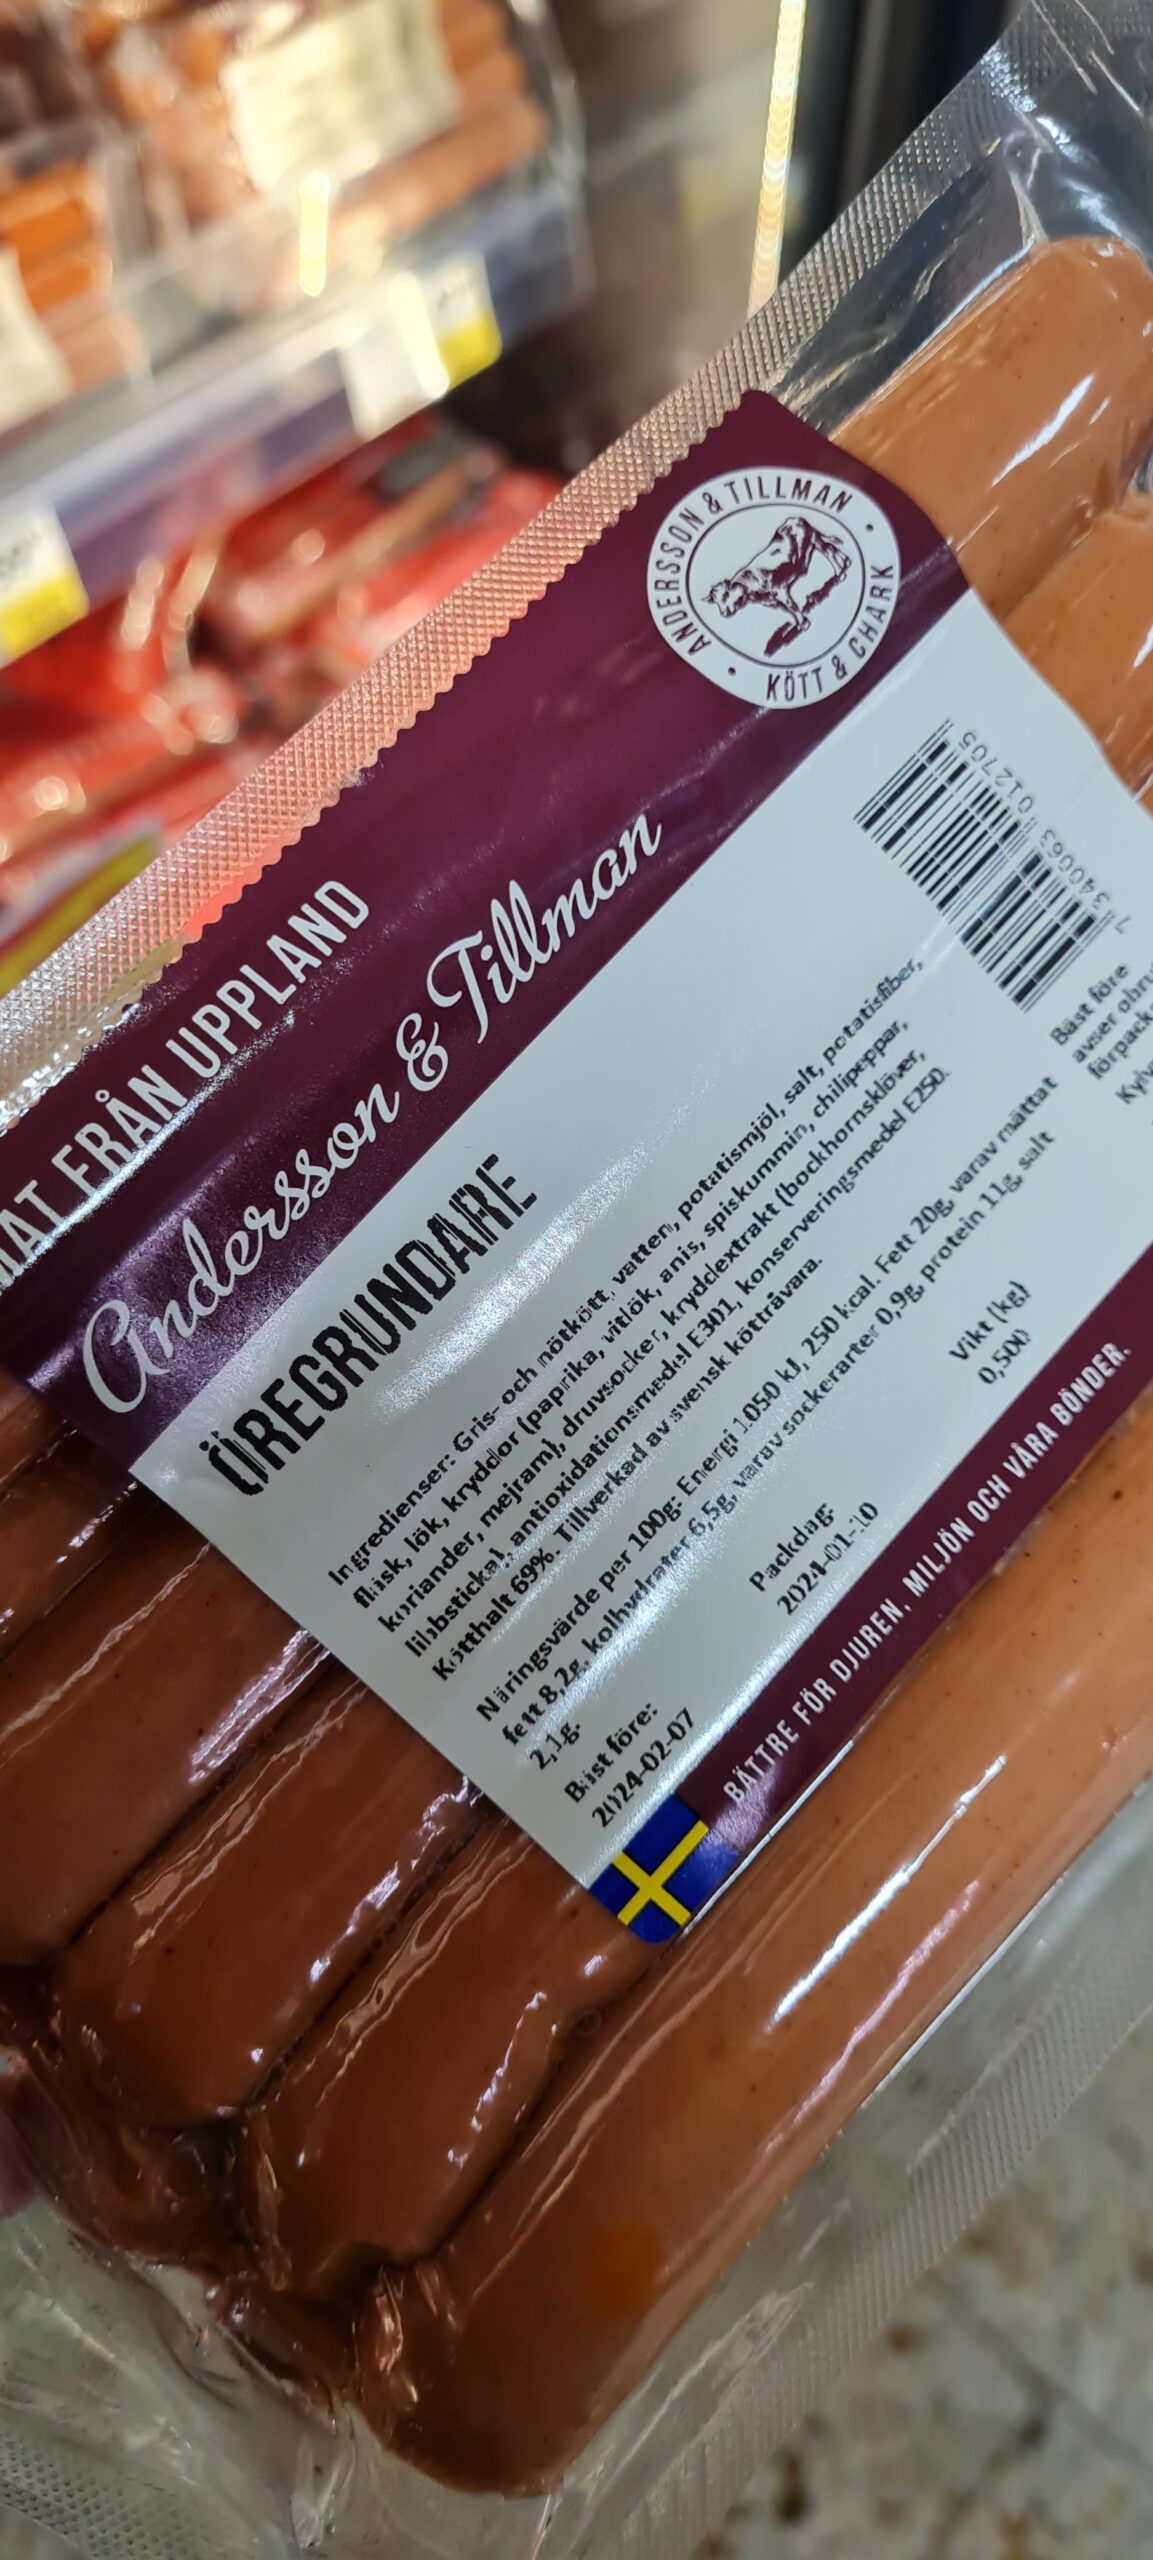 MAT FRÅN UPPLAND
Andersson & Tillman
ANDERSSON & TILLMAN
KÖTT & CHARK
ÖREGRUNDARE
7 340063 012705
Ingredienser: Gris- och nötkött, vatten, potatismjöl, salt, potatisfiber,
fläsk, lök, kryddor (paprika, vitlök, anis, spiskummin, chilipeppar,
koriander, mejram), druvsocker, kryddextrakt (bockhornsklöver,
libbsticka), antioxidationsmedel E301, konserveringsmedel E250.
Kötthalt 69%. Tillverkad av svensk köttråvara.
Näringsvärde per 100g: Energi 1050 kJ, 250 kcal. Fett 20g, varav mättat
fett 8,2g, kolhydrater 6,5g, varav sockerarter 0,9g, protein 11g, salt
2,1g.
Bäst före:
2024-02-07
Packdag:
2024-01-10
Vikt (kg)
0,500
Bäst före
avser
BÄTTRE FÖR DJUREN, MILJÖN OCH VÅRA BÖNDER.